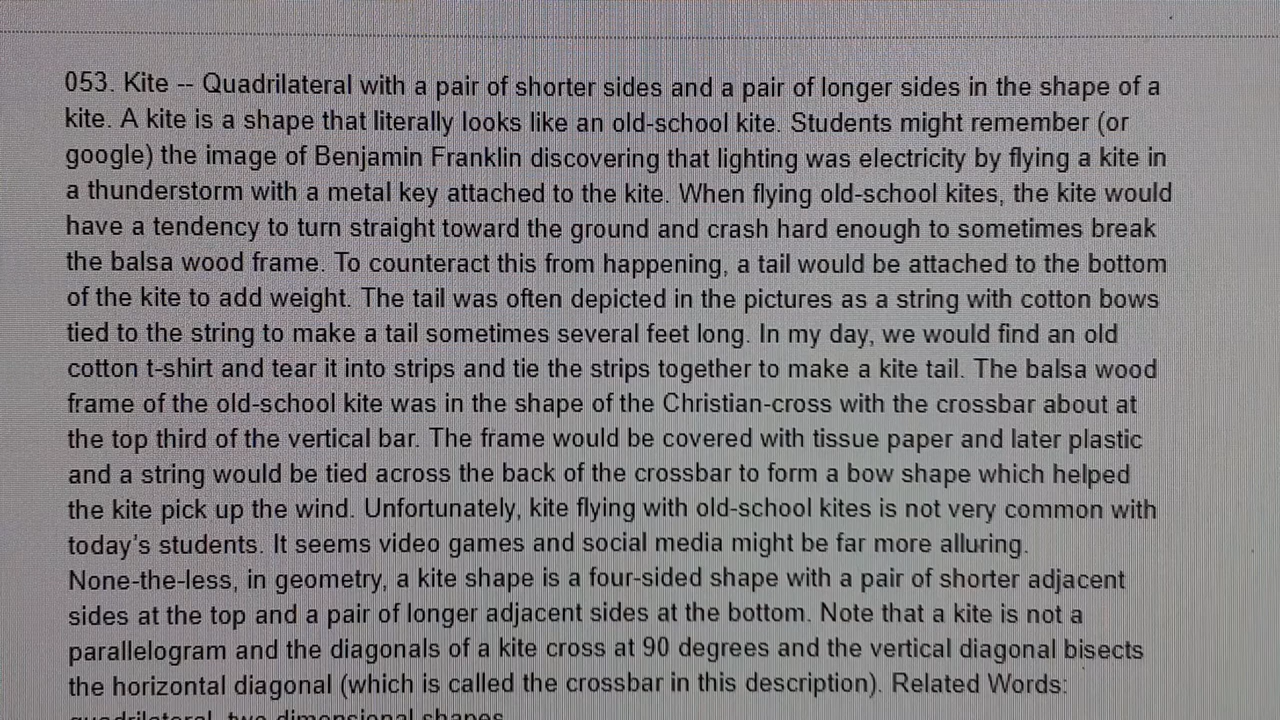 053. Kite -- Quadrilateral with a pair of shorter sides and a pair of longer sides in the shape of a
kite. A kite is a shape that literally looks like an old-school kite. Students might remember (or
google) the image of Benjamin Franklin discovering that lighting was electricity by flying a kite in
a thunderstorm with a metal key attached to the kite. When flying old-school kites, the kite would
have a tendency to turn straight toward the ground and crash hard enough to sometimes break
the balsa wood frame. To counteract this from happening, a tail would be attached to the bottom
of the kite to add weight. The tail was often depicted in the pictures as a string with cotton bows
tied to the string to make a tail sometimes several feet long. In my day, we would find an old
cotton t-shirt and tear it into strips and tie the strips together to make a kite tail. The balsa wood
frame of the old-school kite was in the shape of the Christian-cross with the crossbar about at
the top third of the vertical bar. The frame would be covered with tissue paper and later plastic
and a string would be tied across the back of the crossbar to form a bow shape which helped
the kite pick up the wind. Unfortunately, kite flying with old-school kites is not very common with
today's students. It seems video games and social media might be far more alluring.
None-the-less, in geometry, a kite shape is a four-sided shape with a pair of shorter adjacent
sides at the top and a pair of longer adjacent sides at the bottom. Note that a kite is not a
parallelogram and the diagonals of a kite cross at 90 degrees and the vertical diagonal bisects
the horizontal diagonal (which is called the crossbar in this description). Related Words:
quadrilateral, two dimensional shapes